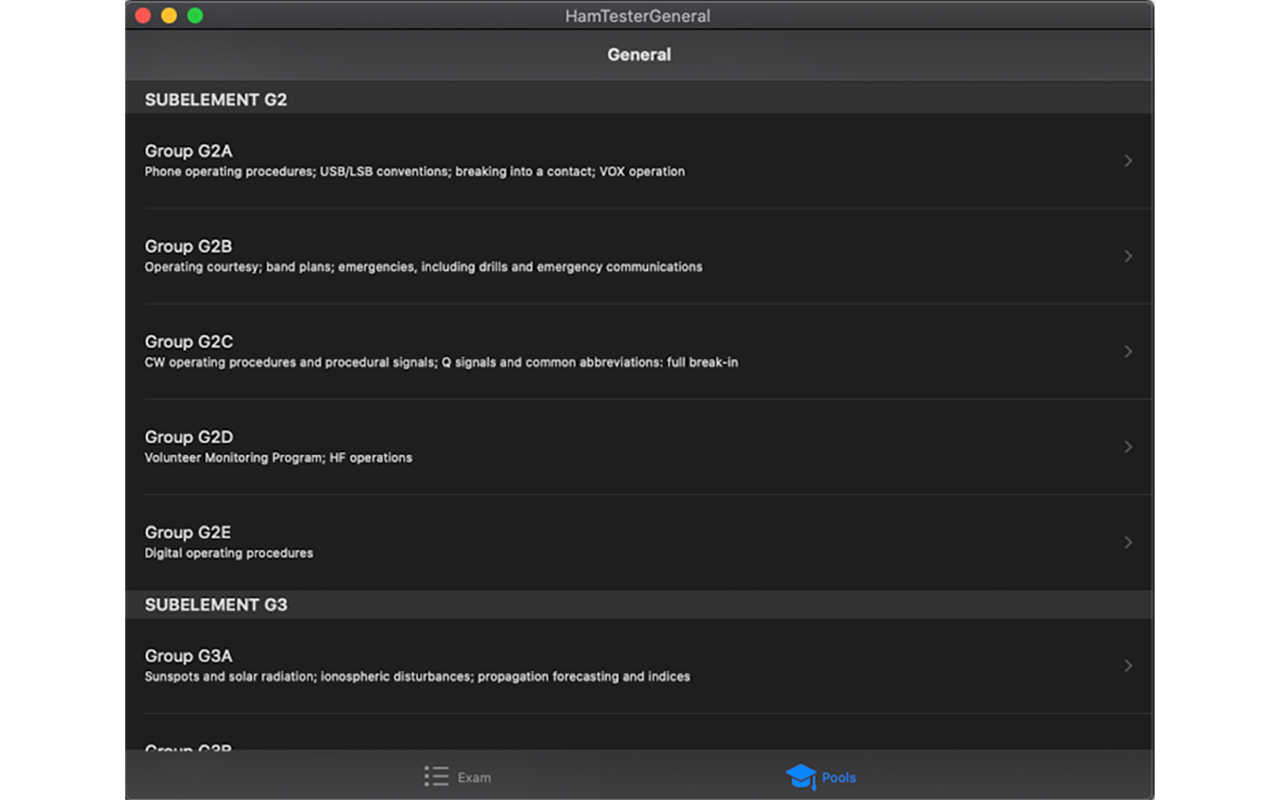 HamTesterGeneral
General
SUBELEMENT G2
Group G2A
Phone operating procedures; USB/LSB conventions; breaking into a contact; VOX operation
Group G2B
Operating courtesy; band plans; emergencies, including drills and emergency communications
Group G2C
CW operating procedures and procedural signals; Q signals and common abbreviations: full break-in
Group G2D
Volunteer Monitoring Program; HF operations
Group G2E
Digital operating procedures
SUBELEMENT G3
Group G3A
Sunspots and solar radiation; ionospheric disturbances; propagation forecasting and indices
Group G3B
Exam
Pools